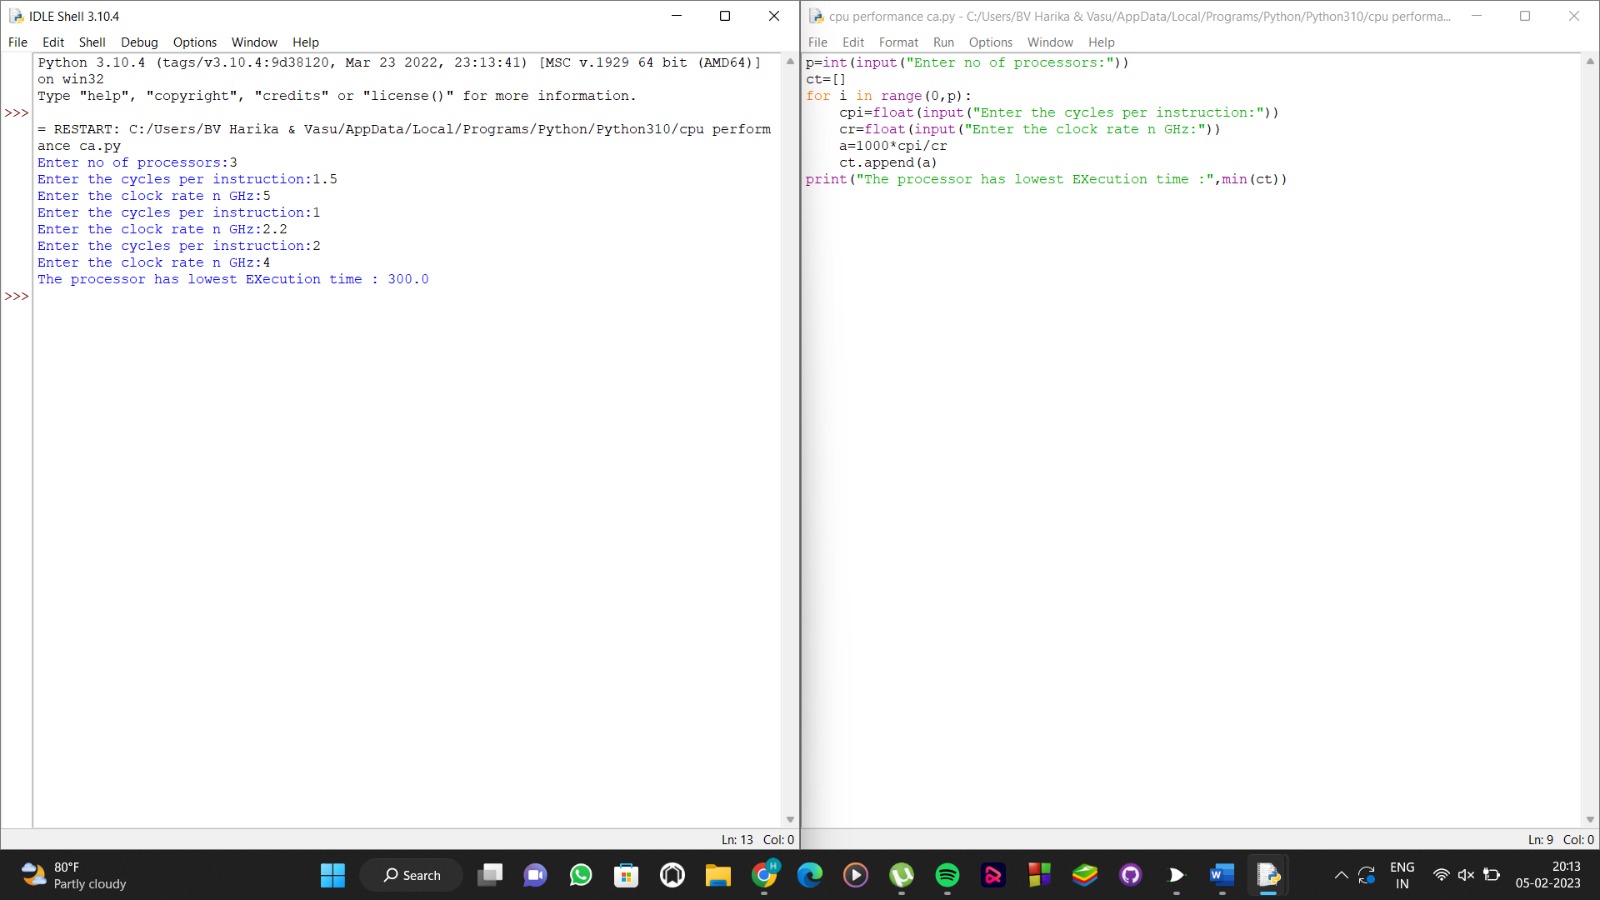 IDLE Shell 3.10.4
File Edit Shell Debug Options Window Help
Python 3.10.4 (tags/v3.10.4:9d38120, Mar 23 2022, 23:13:41) [MSC v.1929 64 bit (AMD64)]
on win32
Type "help", "copyright", "credits" or "license()" for more information.
>>>
= RESTART: C:/Users/BV Harika & Vasu/AppData/Local/Programs/Python/Python310/cpu perform
ance ca.py
Enter no of processors:3
Enter the cycles per instruction:1.5
Enter the clock rate n GHz:5
Enter the cycles per instruction:1
Enter the clock rate n GHz:2.2
Enter the cycles per instruction:2
Enter the clock rate n GHz:4
The processor has lowest EXecution time : 300.0
>>>
Ln: 13 Col: 0
cpu performance ca.py - C:/Users/BV Harika & Vasu/AppData/Local/Programs/Python/Python310/cpu performa...
File Edit Format Run Options Window Help
p=int(input("Enter no of processors:"))
ct=[]
for i in range(0,p):
    cpi=float(input("Enter the cycles per instruction:"))
    cr=float(input("Enter the clock rate n GHz:"))
    a=1000*cpi/cr
    ct.append(a)
print("The processor has lowest EXecution time :",min(ct))
Ln: 9 Col: 0
80°F
Partly cloudy
Search
H
W
ENG
IN
20:13
05-02-2023